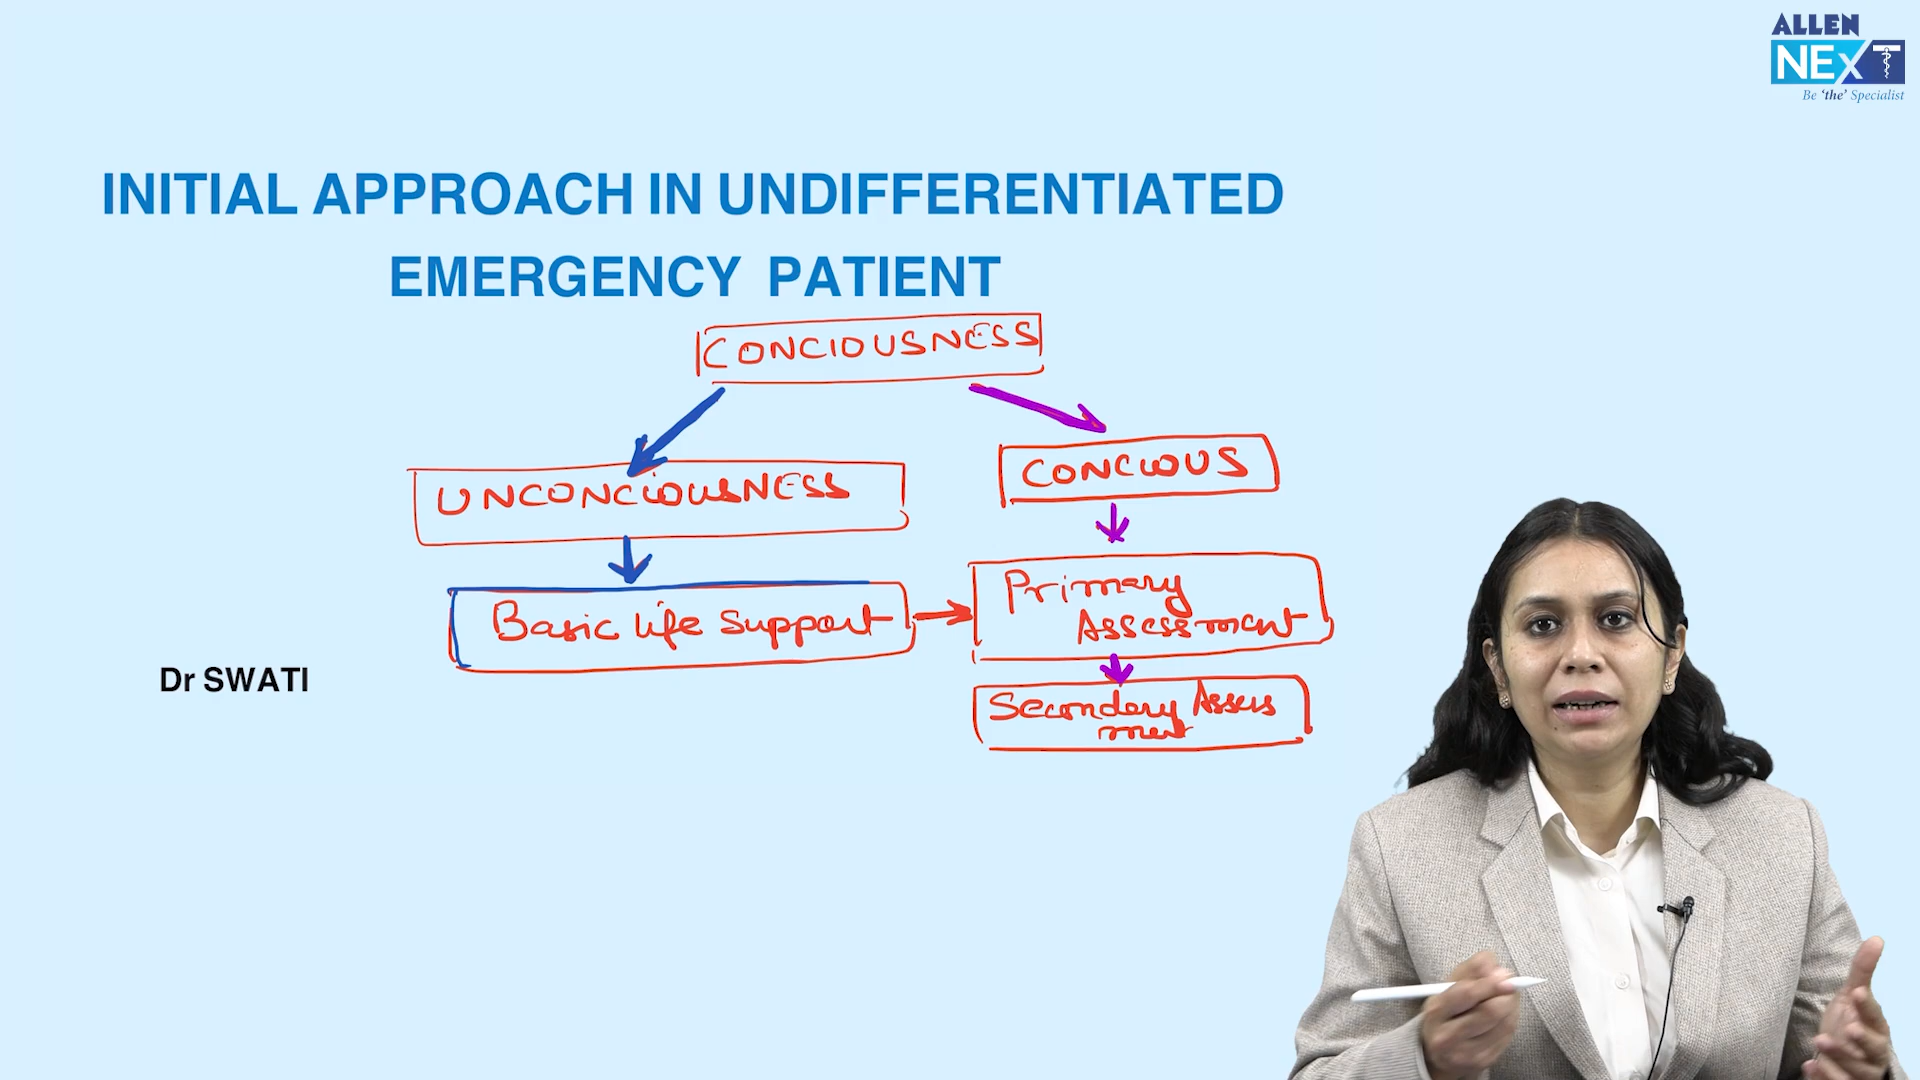 ALLEN
NEXT
Be 'the' Specialist
INITIAL APPROACH IN UNDIFFERENTIATED
EMERGENCY PATIENT
CONCIOUSNESS
UNCONCIOUSNESS
CONCIOUS
Basic life support
Primary
Assessment
Secondary Assess
ment
Dr SWATI